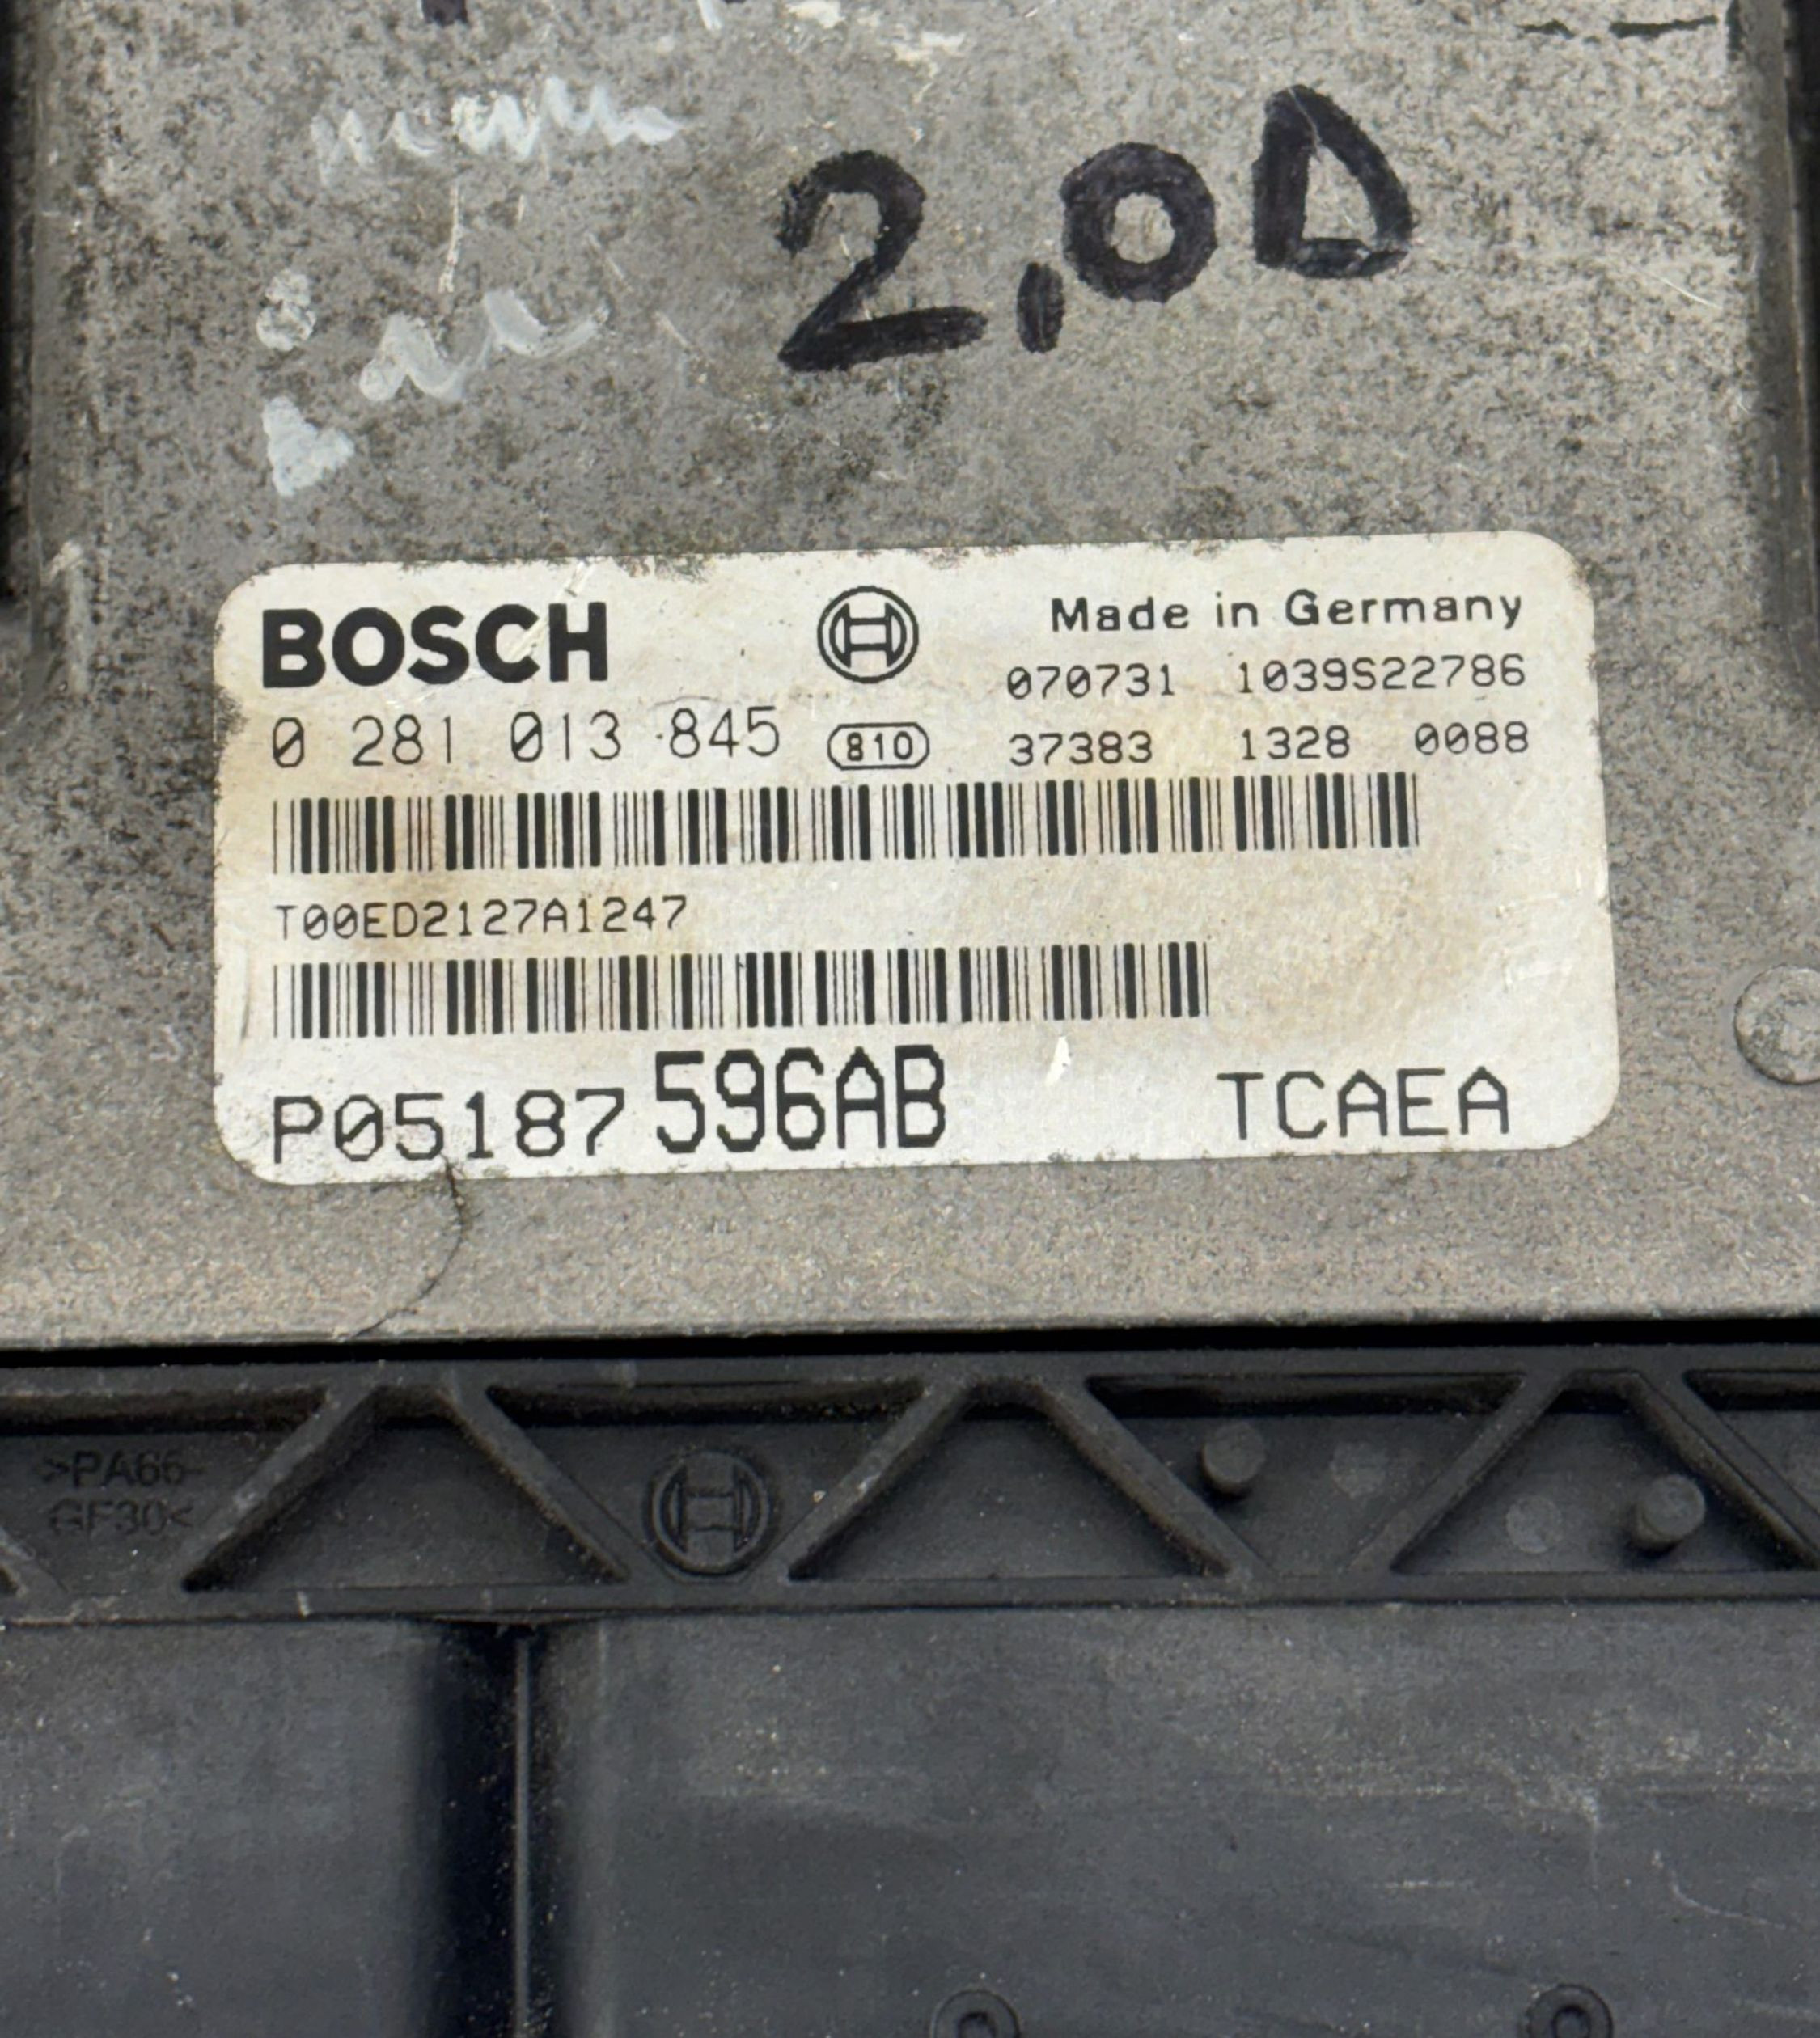 2,0D
BOSCH
Made in Germany
070731 1039S22786
0 281 013 845 810 37383 1328 0088
T00ED2127A1247
P05187596AB TCAEA
>PA66-
GF30<